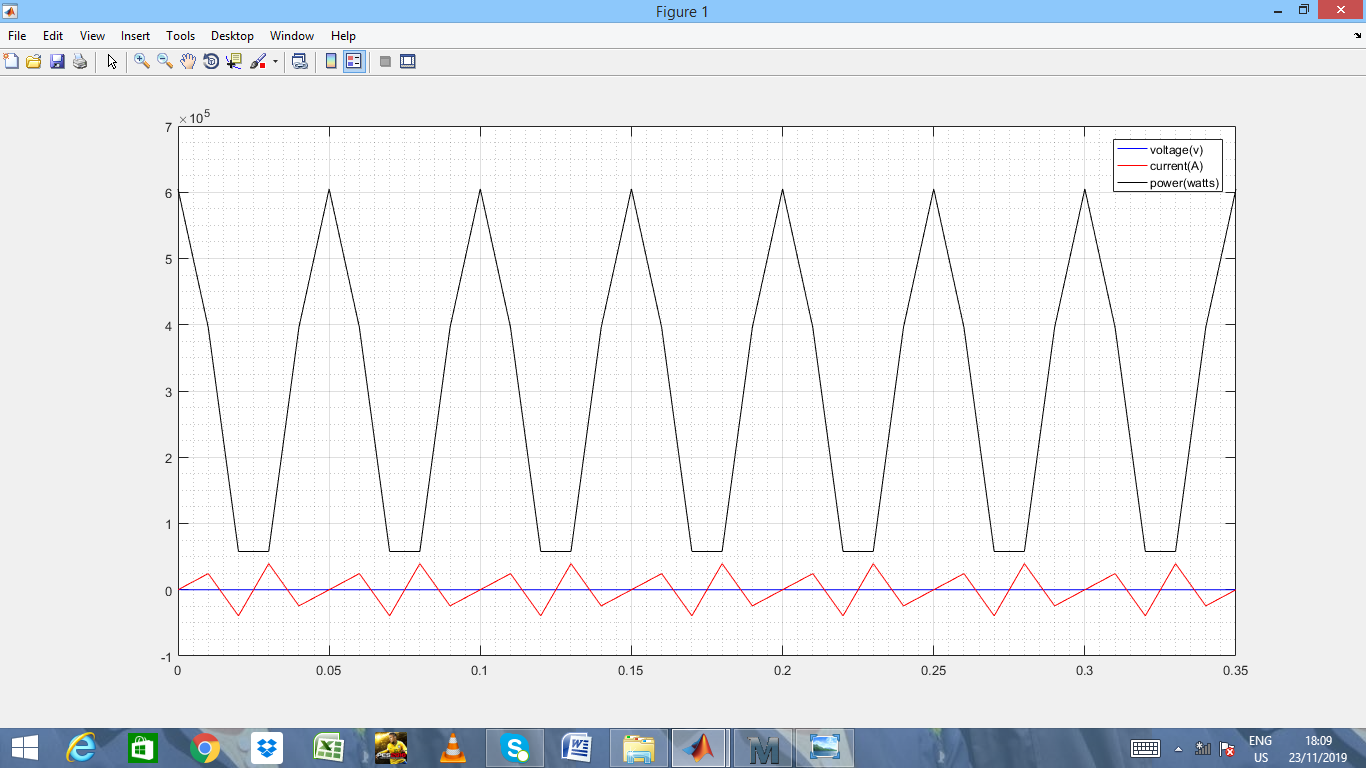 Figure 1
File Edit View Insert Tools Desktop Window Help
×10⁵
7
6
5
4
3
2
1
0
-1
0 0.05 0.1 0.15 0.2 0.25 0.3 0.35
voltage(v)
current(A)
power(watts)
ENG 18:09
US 23/11/2019